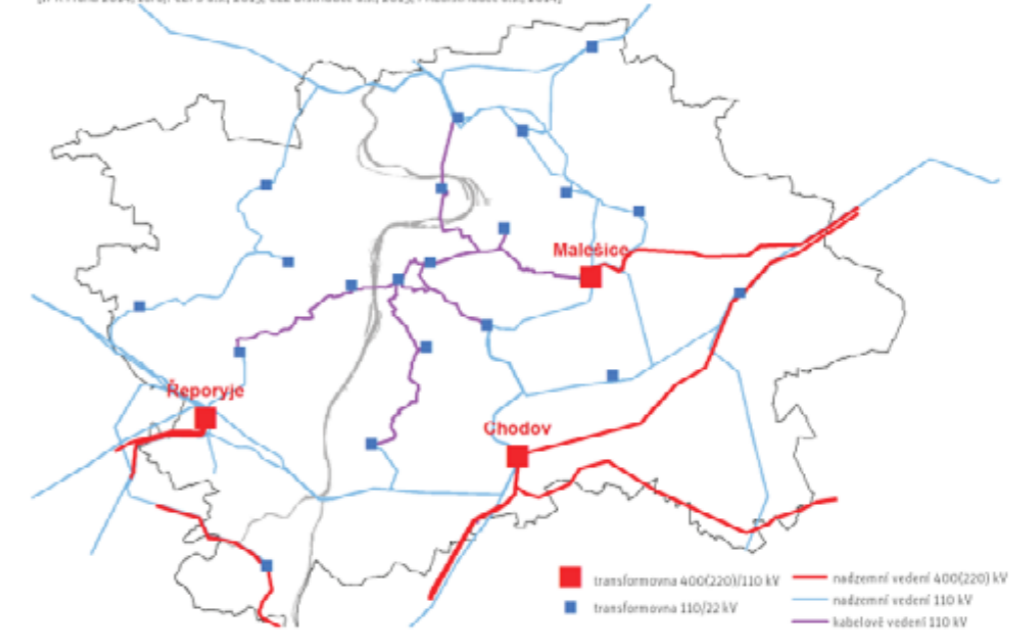 Malešice
Řeporyje
Chodov
transformovna 400(220)/110 kV
transformovna 110/22 kV
nadzemní vedení 400(220) kV
nadzemní vedení 110 kV
kabelové vedení 110 kV